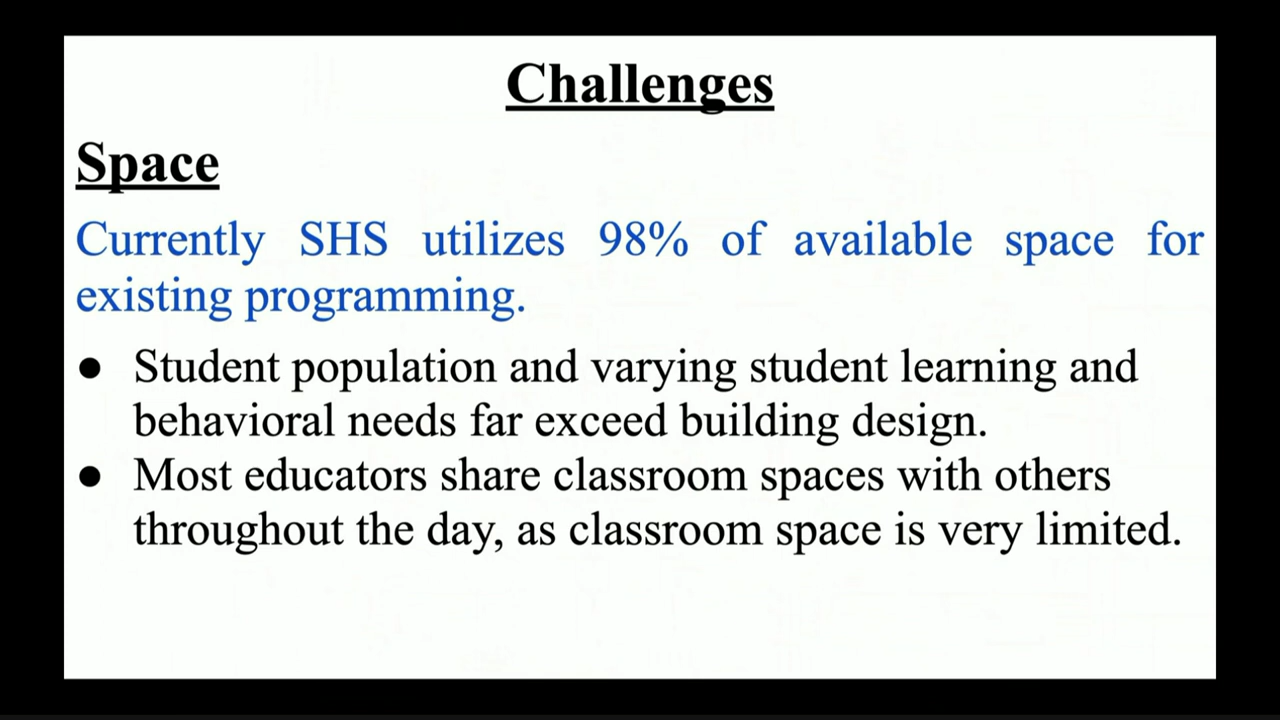 Challenges
Space
Currently SHS utilizes 98% of available space for
existing programming.
● Student population and varying student learning and
behavioral needs far exceed building design.
● Most educators share classroom spaces with others
throughout the day, as classroom space is very limited.